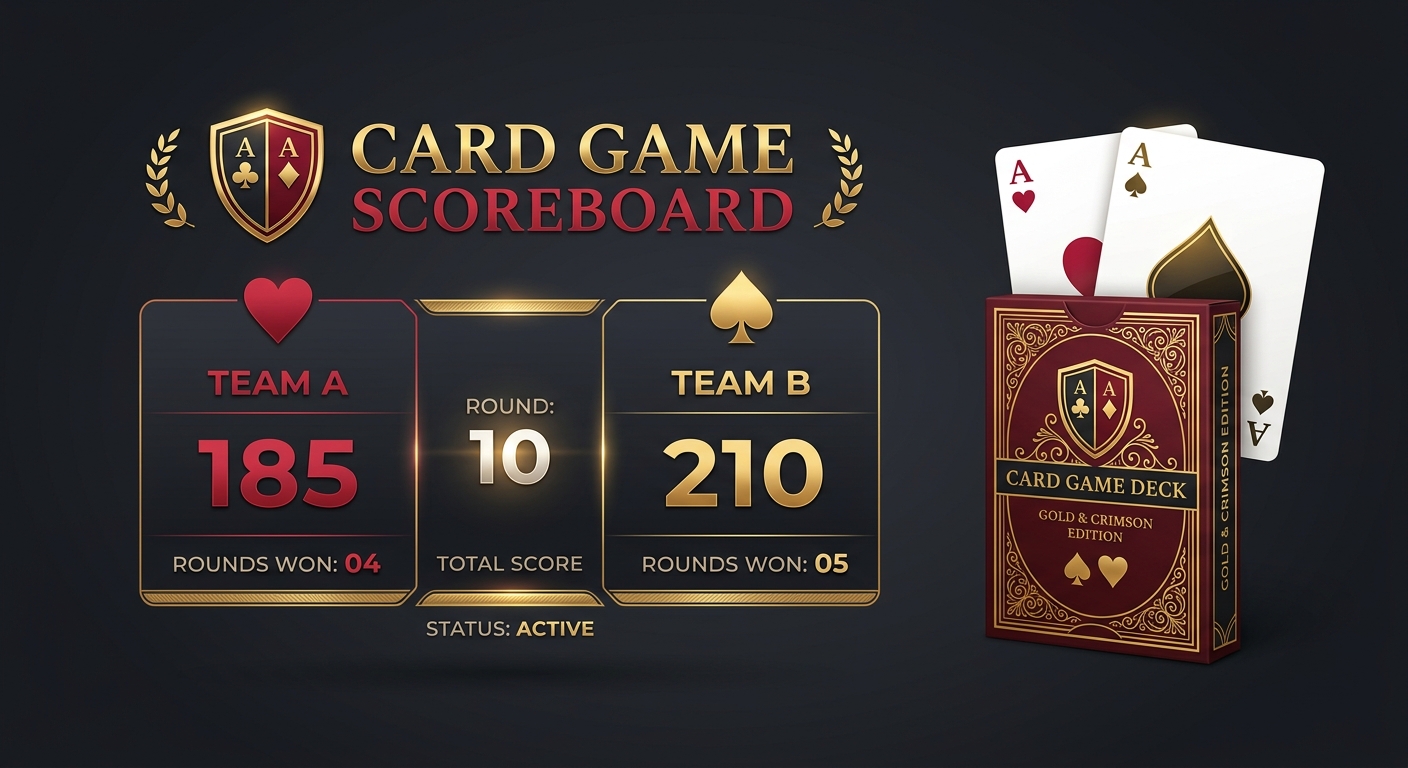 A A
CARD GAME
SCOREBOARD
TEAM A
185
ROUNDS WON: 04
ROUND:
10
TOTAL SCORE
TEAM B
210
ROUNDS WON: 05
STATUS: ACTIVE
A
A
A
A A
CARD GAME DECK
GOLD & CRIMSON
EDITION
GOLD & CRIMSON EDITION